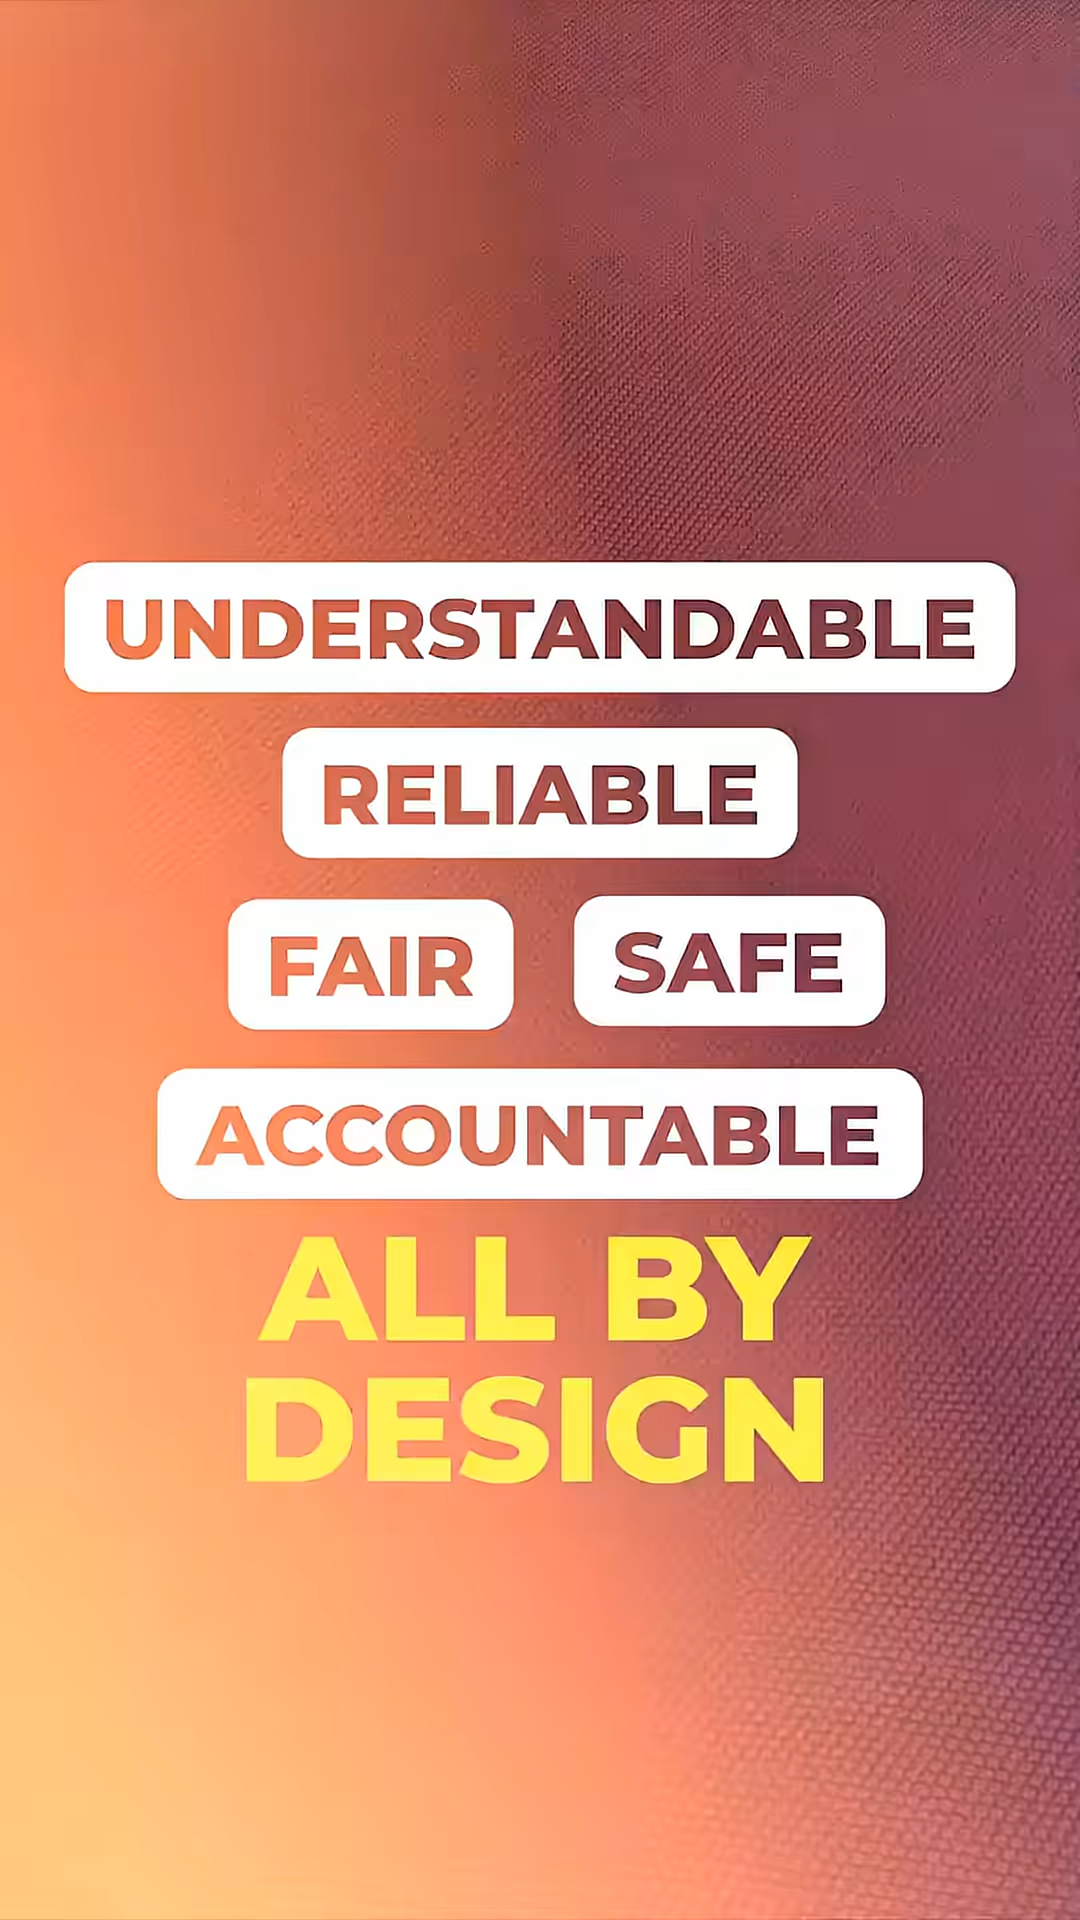 UNDERSTANDABLE
RELIABLE
FAIR SAFE
ACCOUNTABLE
ALL BY
DESIGN